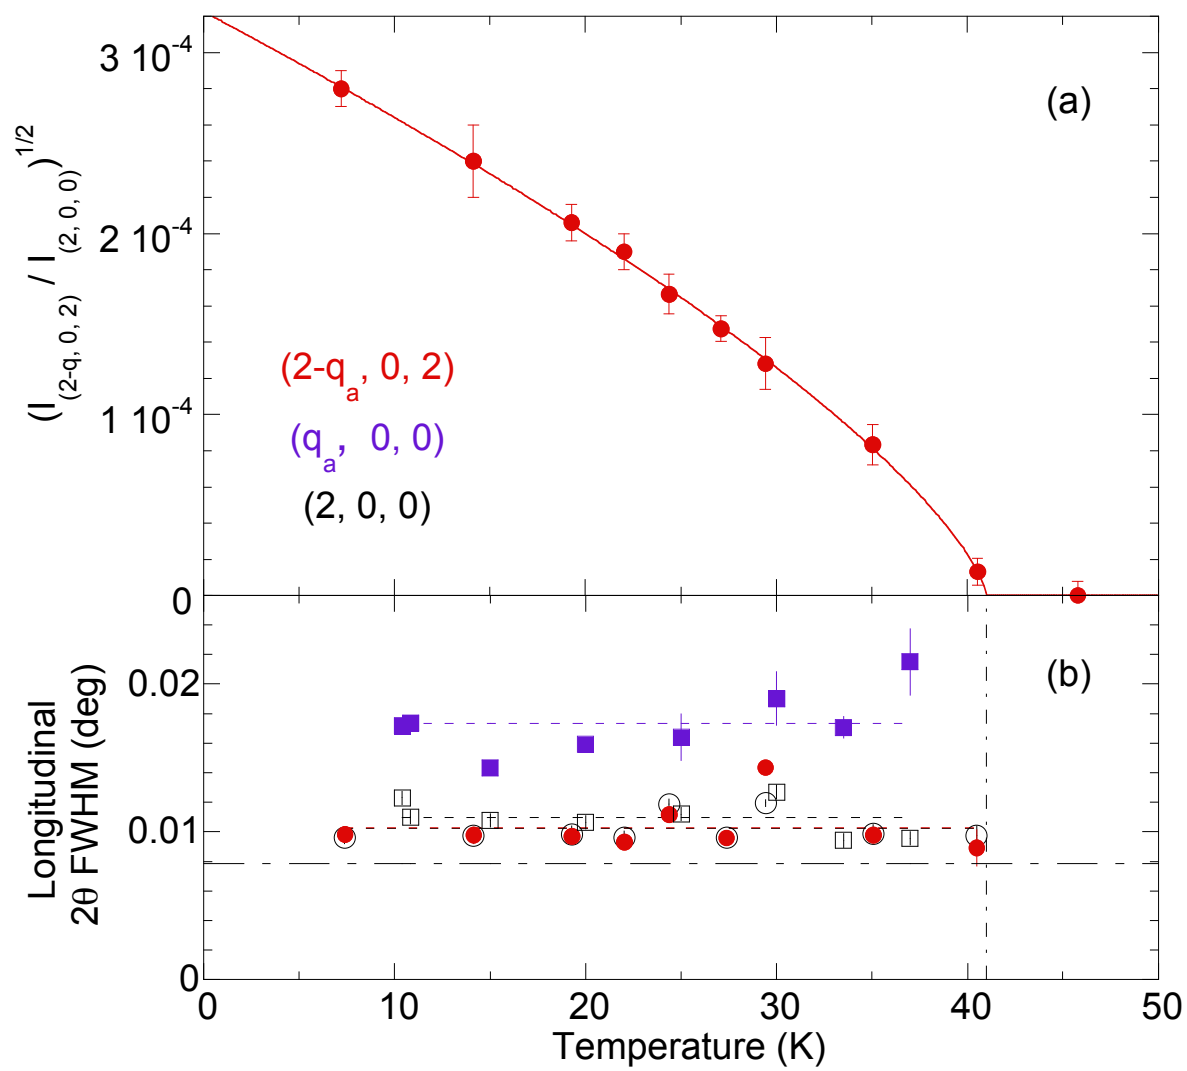 (a)
3 10-4
2 10-4
1 10-4
0
(I(2-q, 0, 2) / I(2, 0, 0))1/2
(2-qa, 0, 2)
(qa, 0, 0)
(2, 0, 0)
(b)
0.02
0.01
0
Longitudinal
2θ FWHM (deg)
0 10 20 30 40 50
Temperature (K)